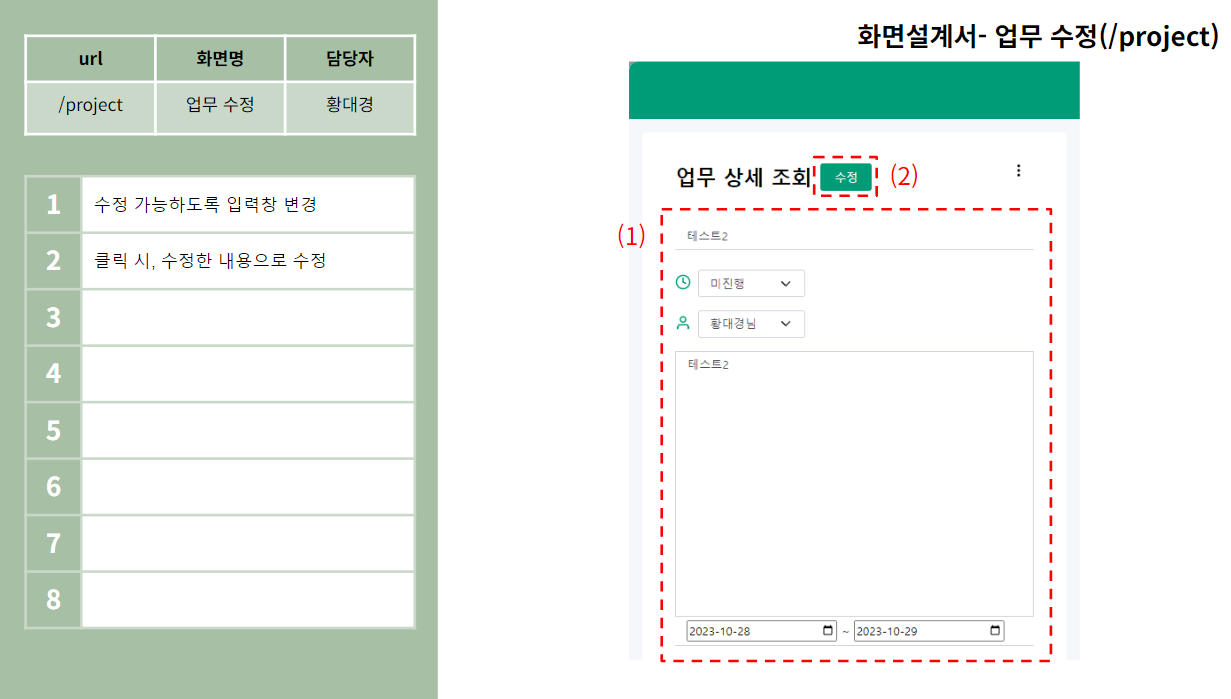 화면설계서- 업무 수정(/project)
url 화면명 담당자
/project 업무 수정 황대경
1 수정 가능하도록 입력창 변경
2 클릭 시, 수정한 내용으로 수정
3
4
5
6
7
8
업무 상세 조회 수정 (2)
(1)
테스트2
미진행
황대경님
테스트2
2023-10-28 ~ 2023-10-29